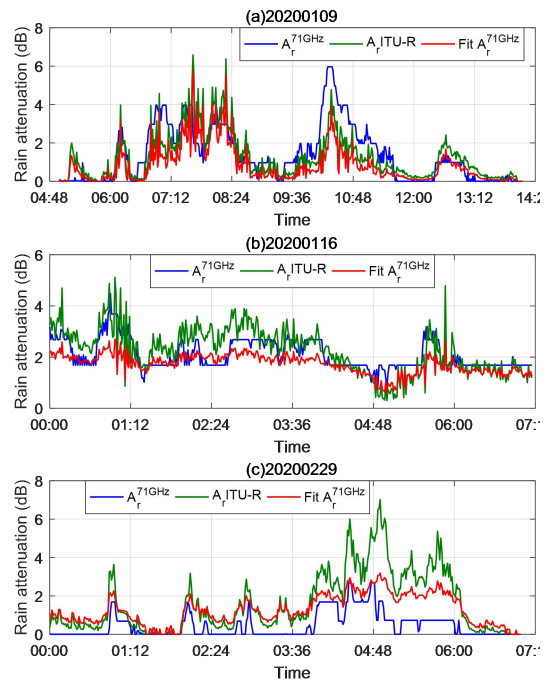 (a)20200109
A_r^71GHz A_r ITU-R Fit A_r^71GHz
Rain attenuation (dB)
8
6
4
2
0
04:48 06:00 07:12 08:24 09:36 10:48 12:00 13:12 14:2
Time
(b)20200116
A_r^71GHz A_r ITU-R Fit A_r^71GHz
Rain attenuation (dB)
6
4
2
0
00:00 01:12 02:24 03:36 04:48 06:00 07:1
Time
(c)20200229
A_r^71GHz A_r ITU-R Fit A_r^71GHz
Rain attenuation (dB)
8
6
4
2
0
00:00 01:12 02:24 03:36 04:48 06:00 07:1
Time